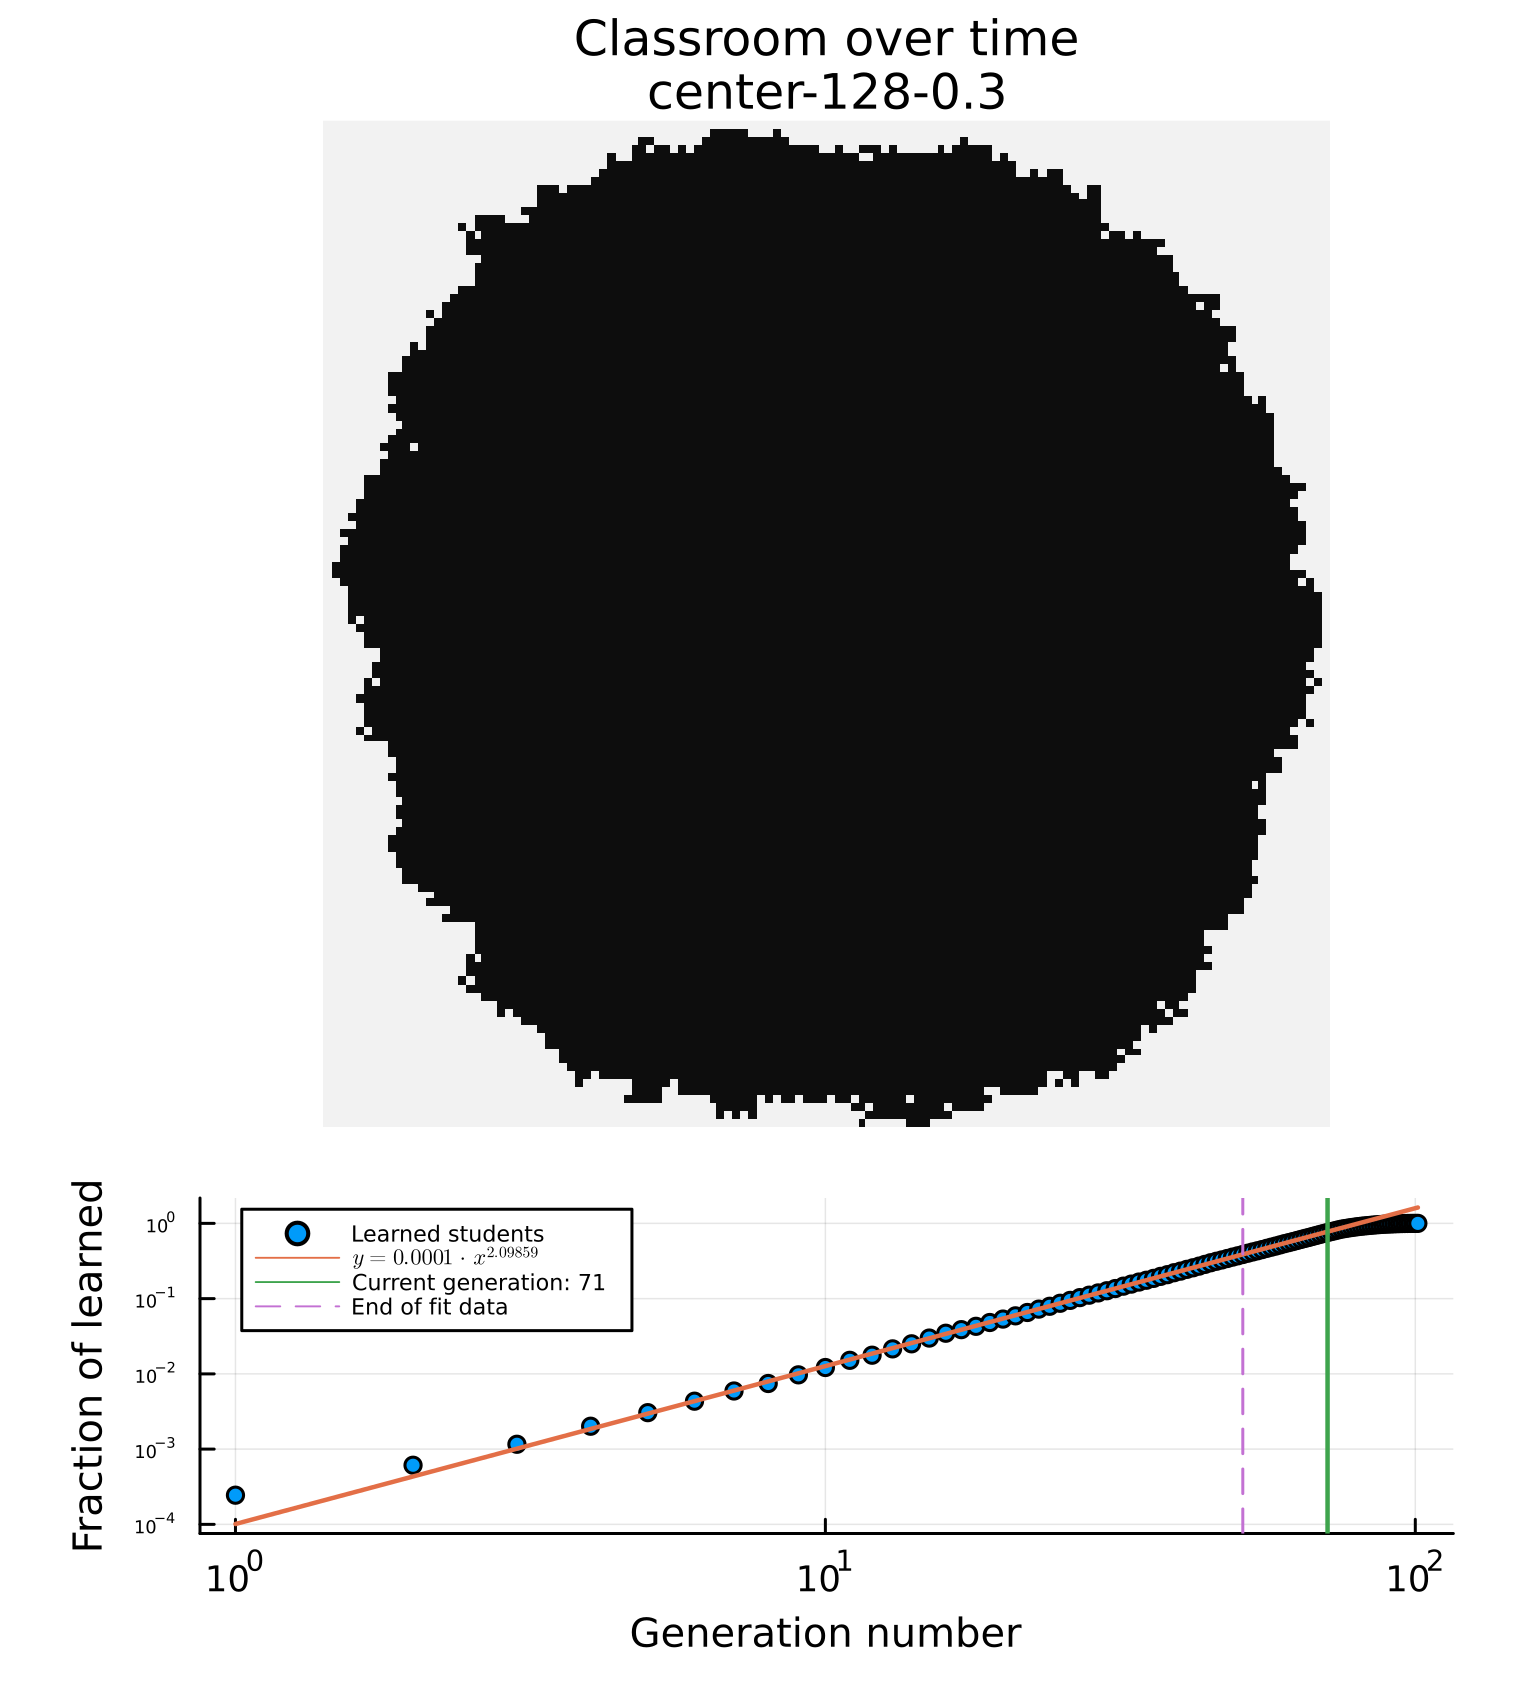 Classroom over time
center-128-0.3
Fraction of learned
10^0
10^-1
10^-2
10^-3
10^-4
Learned students
y = 0.0001 · x^2.09859
Current generation: 71
End of fit data
10^0 10^1 10^2
Generation number